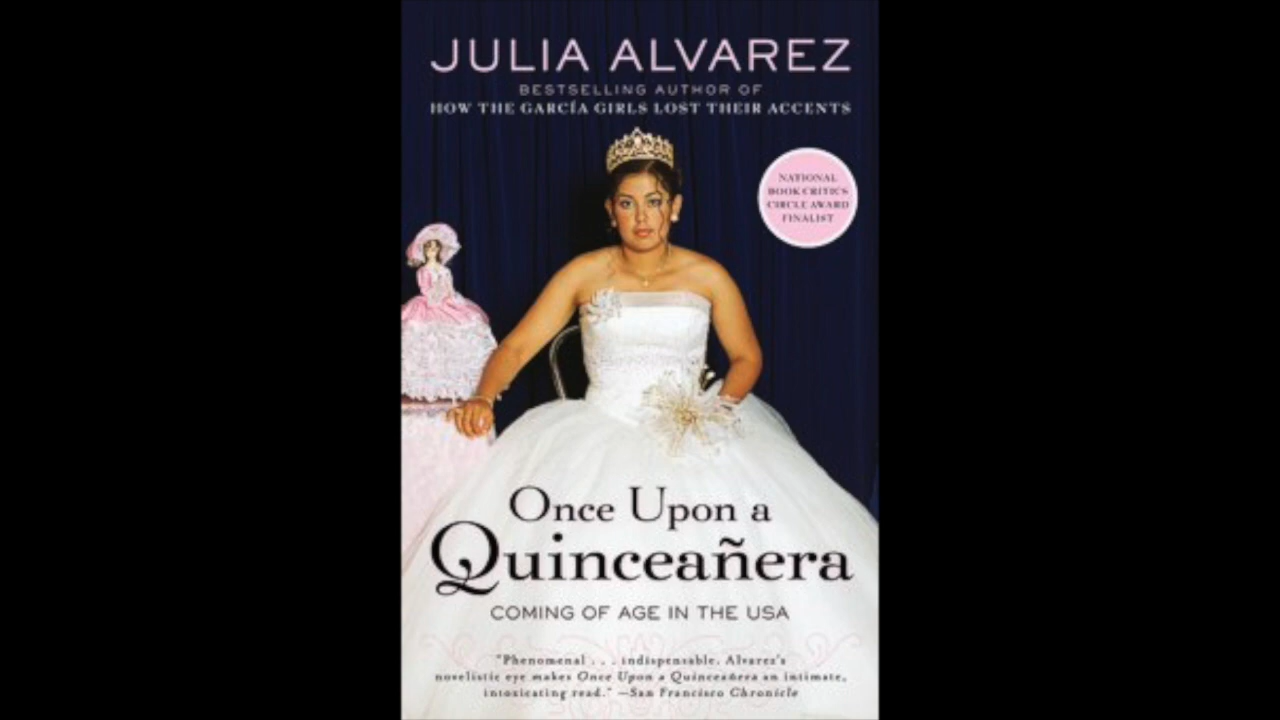 JULIA ALVAREZ
BESTSELLING AUTHOR OF
HOW THE GARCÍA GIRLS LOST THEIR ACCENTS
NATIONAL
BOOK CRITICS
CIRCLE AWARD
FINALIST
Once Upon a
Quinceañera
COMING OF AGE IN THE USA
"Phenomenal . . . indispensable. Alvarez's
novelistic eye makes Once Upon a Quinceañera an intimate,
intoxicating read." —San Francisco Chronicle